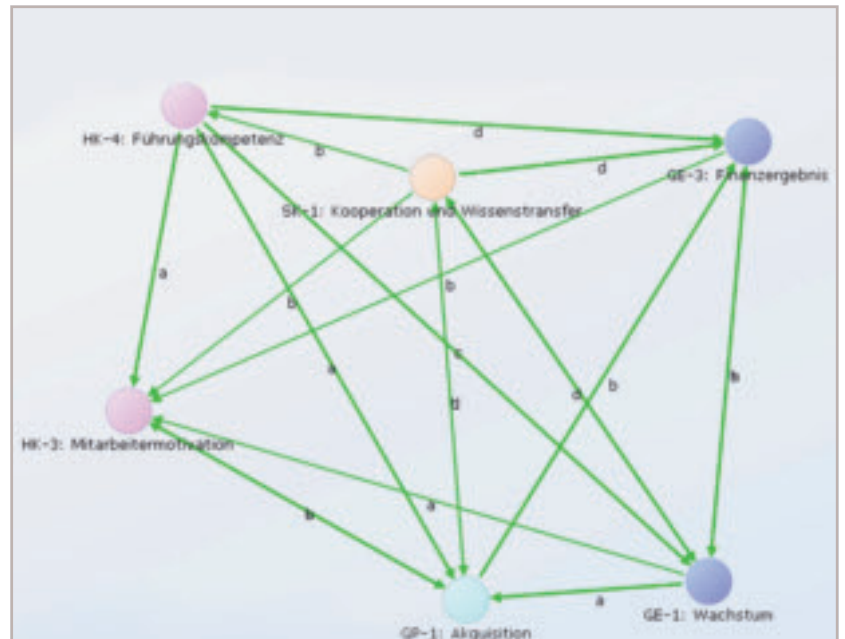 d
HK-4: Führungskompetenz
b
d
GE-3: Finanzergebnis
SK-1: Kooperation und Wissenstransfer
a
b
b
c
a
b
d
b
d
HK-3: Mitarbeitermotivation
a
b
a
GE-1: Wachstum
GP-1: Akquisition